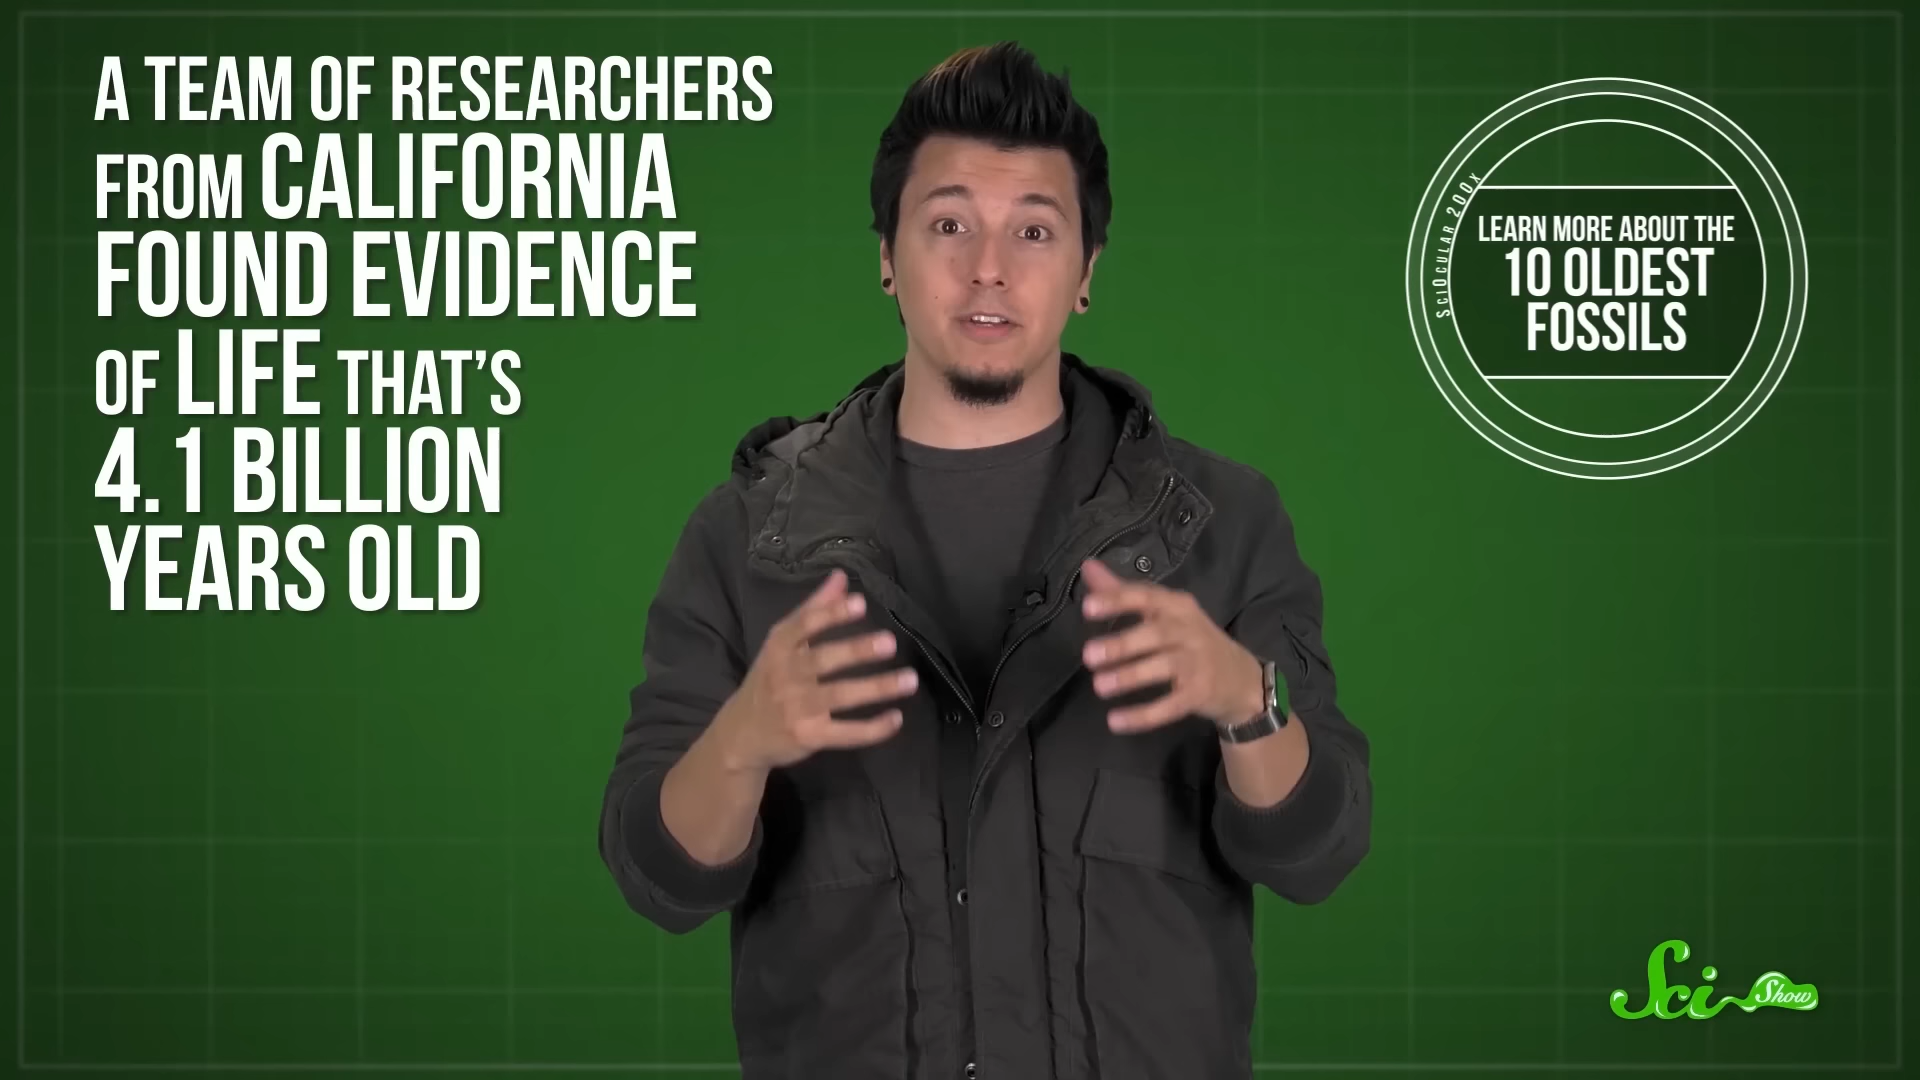 A TEAM OF RESEARCHERS
FROM CALIFORNIA
FOUND EVIDENCE
OF LIFE THAT'S
4.1 BILLION
YEARS OLD
SCIOCULAR 200X
LEARN MORE ABOUT THE
10 OLDEST
FOSSILS
Sci Show